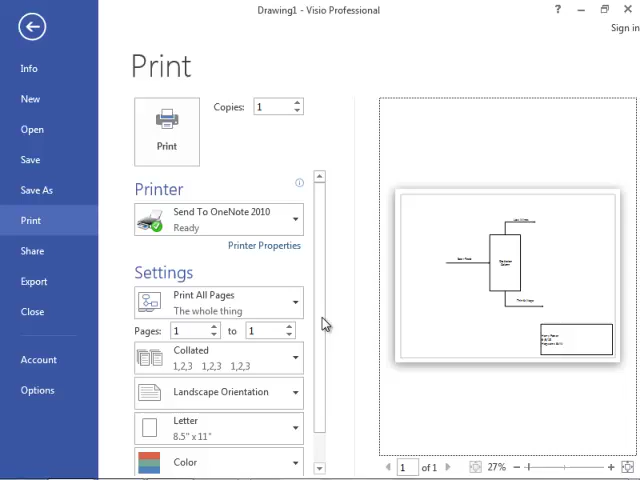 Drawing1 - Visio Professional
?
Sign in
Info
New
Open
Save
Save As
Print
Share
Export
Close
Account
Options
Print
Print
Copies: 1
Printer
Send To OneNote 2010
Ready
Printer Properties
Settings
Print All Pages
The whole thing
Pages: 1 to 1
Collated
1,2,3 1,2,3 1,2,3
Landscape Orientation
Letter
8.5" x 11"
Color
1 of 1
27%